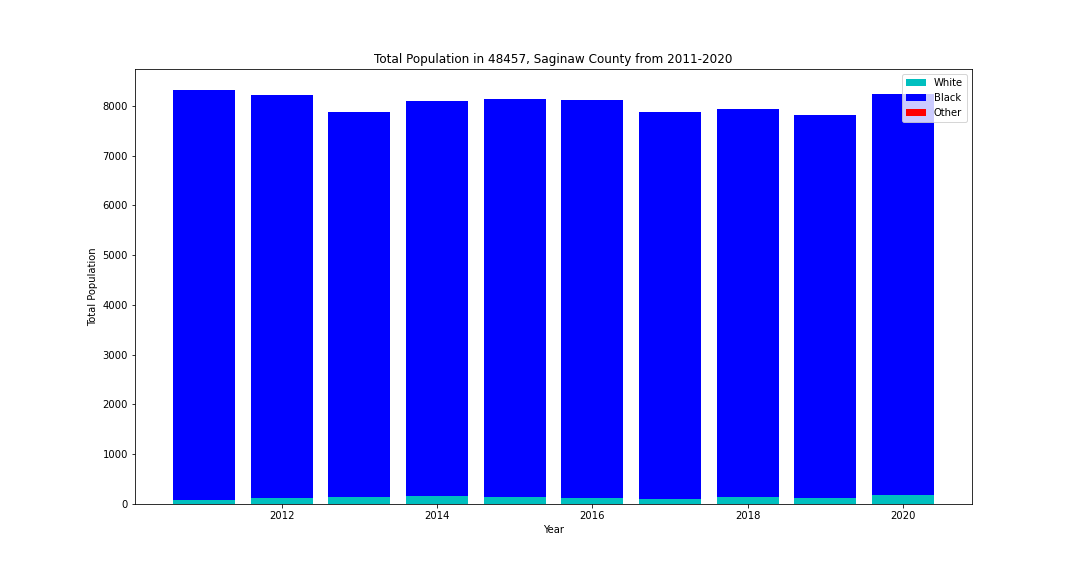 Total Population in 48457, Saginaw County from 2011-2020
White
Black
Other
8000
7000
6000
5000
4000
3000
2000
1000
0
Total Population
2012 2014 2016 2018 2020
Year